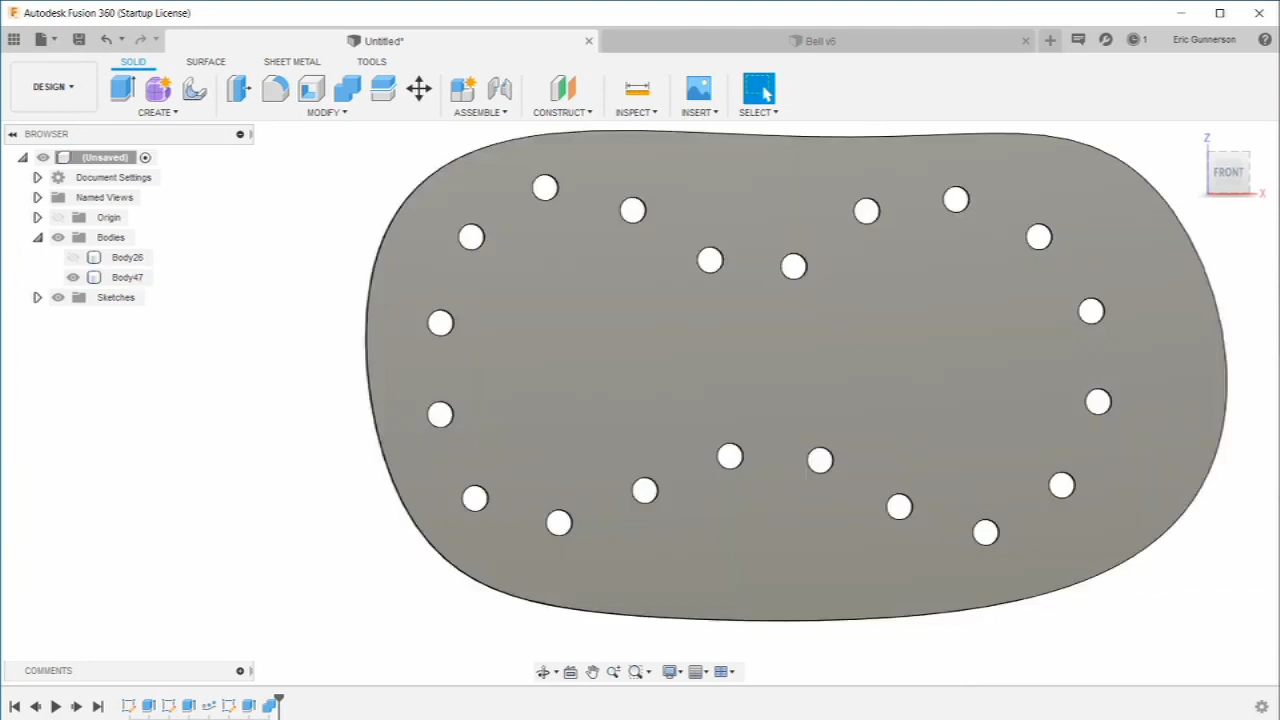 Autodesk Fusion 360 (Startup License)
Untitled*
Bell v6
1
Eric Gunnerson
DESIGN
SOLID SURFACE SHEET METAL TOOLS
CREATE MODIFY ASSEMBLE CONSTRUCT INSPECT INSERT SELECT
BROWSER
(Unsaved)
Document Settings
Named Views
Origin
Bodies
Body26
Body47
Sketches
Z
FRONT
X
COMMENTS